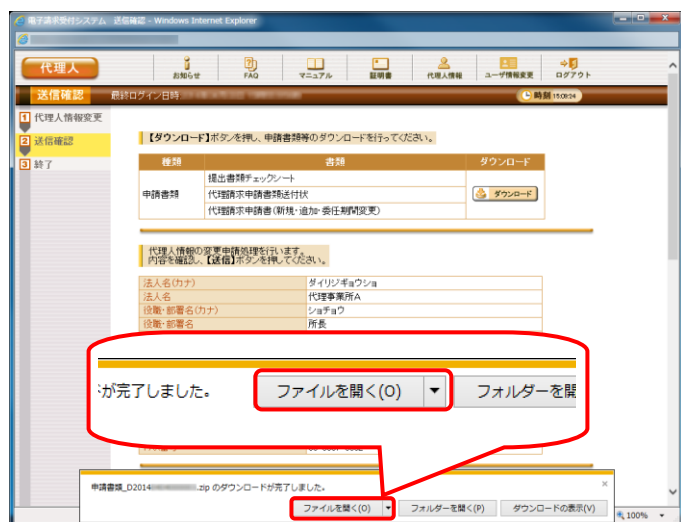 電子請求受付システム 送信確認 - Windows Internet Explorer
代理人
お知らせ FAQ マニュアル 証明書 代理人情報 ユーザ情報変更 ログアウト
送信確認 最終ログイン日時 時刻 15:09:24
1 代理人情報変更
2 送信確認
3 終了
【ダウンロード】ボタンを押し、申請書類等のダウンロードを行ってください。
種類 書類 ダウンロード
申請書類
提出書類チェックシート
代理請求申請書類送付状
代理請求申請書(新規・追加・委任期間変更)
ダウンロード
代理人情報の変更申請処理を行います。
内容を確認し、【送信】ボタンを押してください。
法人名(カナ) ダイリジギョウショ
法人名 代理事業所A
役職・部署名(カナ) ショチョウ
役職・部署名 所長
が完了しました。 ファイルを開く(O) フォルダーを開
申請書類_D2014 .zip のダウンロードが完了しました。
ファイルを開く(O) フォルダーを開く(P) ダウンロードの表示(V)
100%